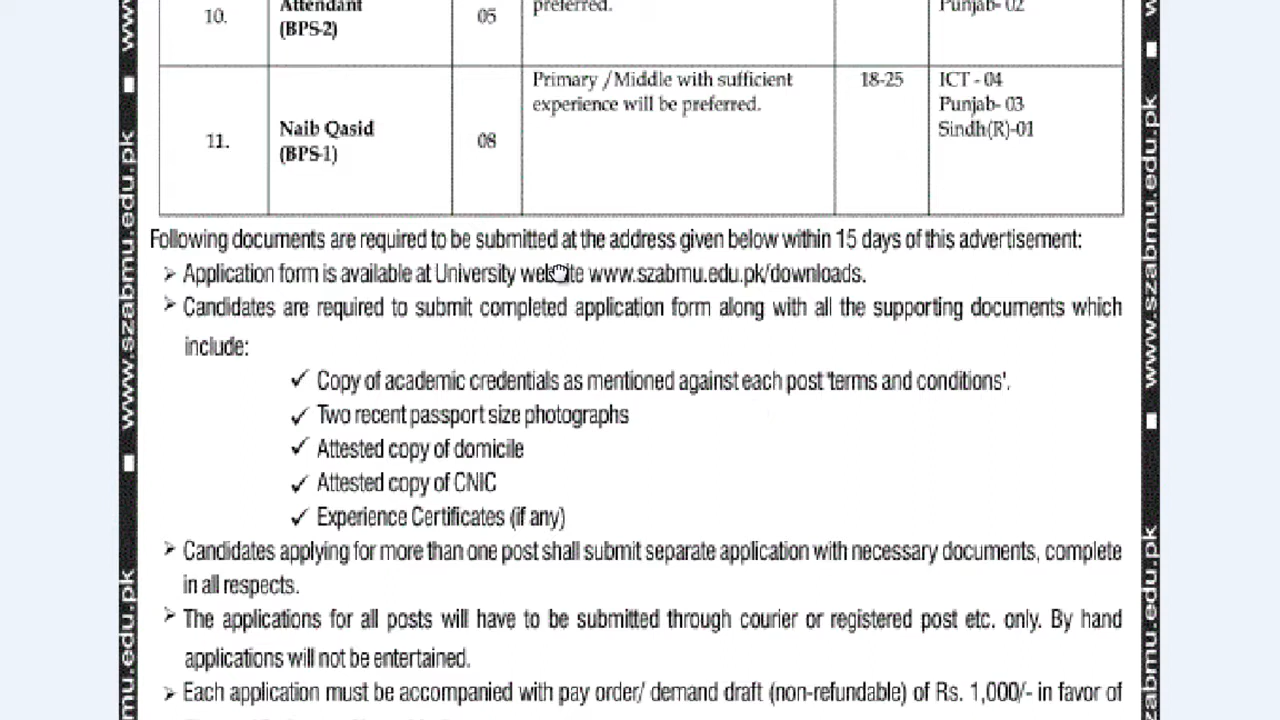 10.
Attendant
(BPS-2)
05
preferred.
Punjab- 02
11.
Naib Qasid
(BPS-1)
08
Primary /Middle with sufficient
experience will be preferred.
18-25
ICT - 04
Punjab- 03
Sindh(R)-01
Following documents are required to be submitted at the address given below within 15 days of this advertisement:
➢ Application form is available at University website www.szabmu.edu.pk/downloads.
➢ Candidates are required to submit completed application form along with all the supporting documents which
include:
✓ Copy of academic credentials as mentioned against each post 'terms and conditions'.
✓ Two recent passport size photographs
✓ Attested copy of domicile
✓ Attested copy of CNIC
✓ Experience Certificates (if any)
➢ Candidates applying for more than one post shall submit separate application with necessary documents, complete
in all respects.
➢ The applications for all posts will have to be submitted through courier or registered post etc. only. By hand
applications will not be entertained.
➢ Each application must be accompanied with pay order/ demand draft (non-refundable) of Rs. 1,000/- in favor of
www
www.szabmu.edu.pk
mu.edu.pk
w
www.szabmu.edu.pk
zabmu.edu.pk